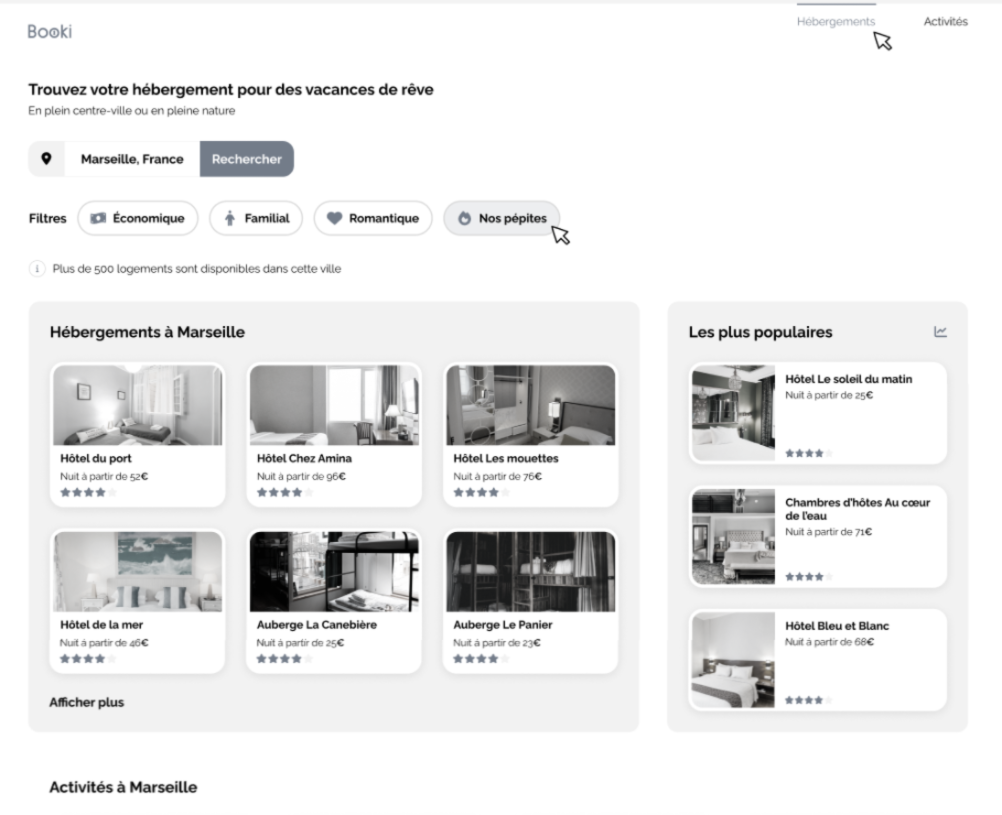 Booki
Hébergements
Activités
Trouvez votre hébergement pour des vacances de rêve
En plein centre-ville ou en pleine nature
Marseille, France
Rechercher
Filtres
Économique
Familial
Romantique
Nos pépites
i Plus de 500 logements sont disponibles dans cette ville
Hébergements à Marseille
Hôtel du port
Nuit à partir de 52€
Hôtel Chez Amina
Nuit à partir de 96€
Hôtel Les mouettes
Nuit à partir de 76€
Hôtel de la mer
Nuit à partir de 46€
Auberge La Canebière
Nuit à partir de 25€
Auberge Le Panier
Nuit à partir de 23€
Afficher plus
Les plus populaires
Hôtel Le soleil du matin
Nuit à partir de 25€
Chambres d'hôtes Au cœur
de l'eau
Nuit à partir de 71€
Hôtel Bleu et Blanc
Nuit à partir de 68€
Activités à Marseille